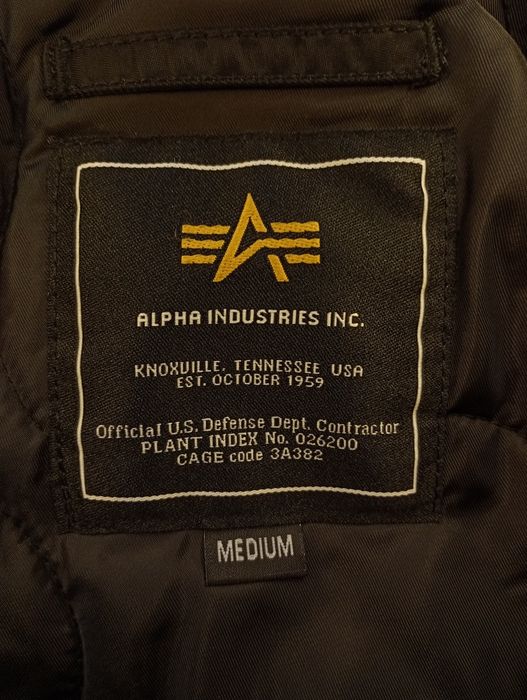 ALPHA INDUSTRIES INC.
KNOXVILLE, TENNESSEE USA
EST. OCTOBER 1959
Official U.S. Defense Dept. Contractor
PLANT INDEX No. 026200
CAGE code 3A382
MEDIUM